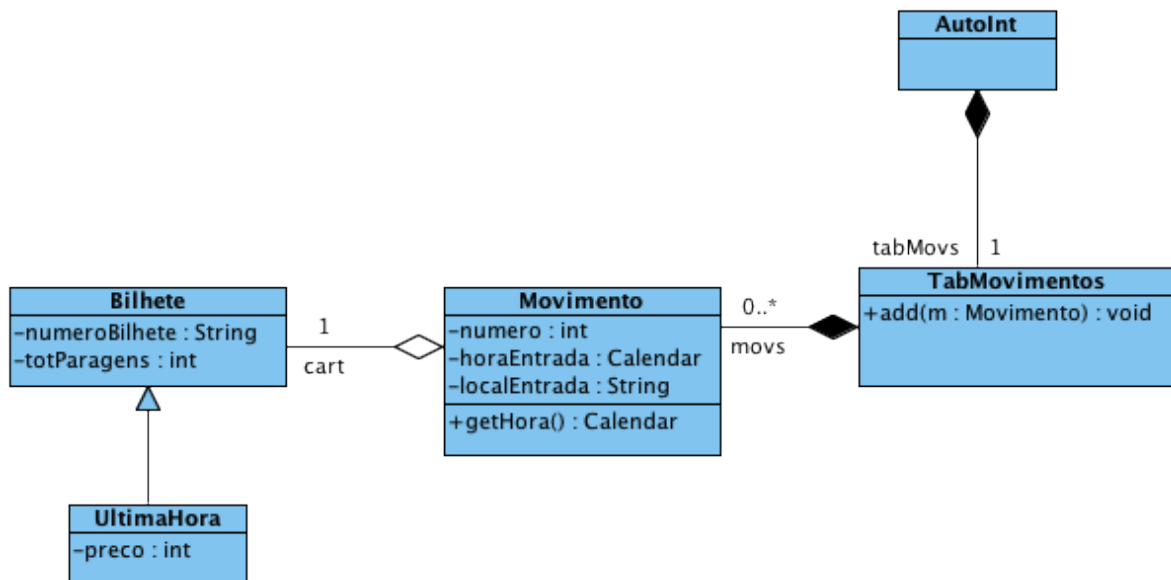 AutoInt
tabMovs 1
TabMovimentos
+add(m : Movimento) : void
Bilhete
-numeroBilhete : String
-totParagens : int
1
cart
Movimento
-numero : int
-horaEntrada : Calendar
-localEntrada : String
+getHora() : Calendar
0..*
movs
UltimaHora
-preco : int